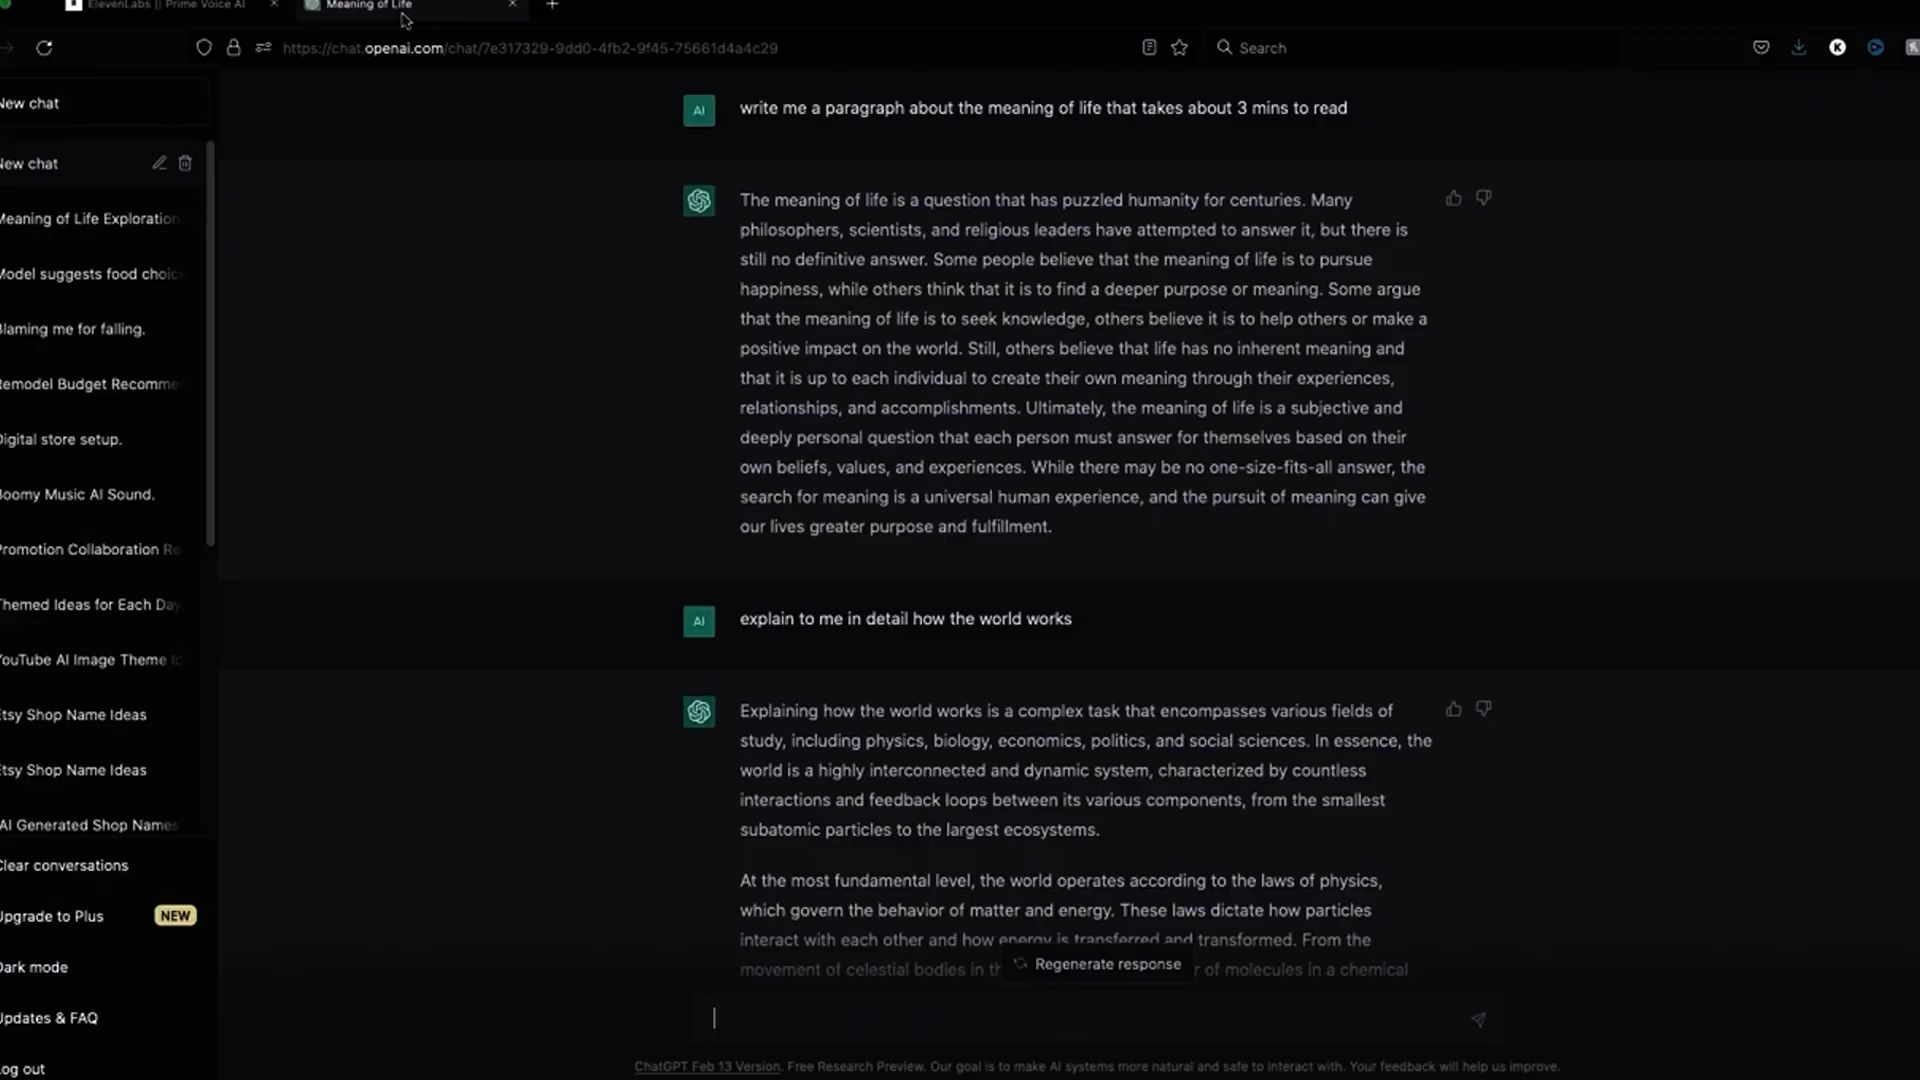 ElevenLabs || Prime Voice AI
Meaning of Life
https://chat.openai.com/chat/7e317329-9dd0-4fb2-9f45-75661d4a4c29
Search
New chat
New chat
Meaning of Life Exploration
Model suggests food choic
Blaming me for falling.
Remodel Budget Recomme
Digital store setup.
Boomy Music AI Sound.
Promotion Collaboration Re
Themed Ideas for Each Day
YouTube AI Image Theme Id
Etsy Shop Name Ideas
Etsy Shop Name Ideas
AI Generated Shop Names
Clear conversations
Upgrade to Plus NEW
Dark mode
Updates & FAQ
Log out
AI write me a paragraph about the meaning of life that takes about 3 mins to read
The meaning of life is a question that has puzzled humanity for centuries. Many
philosophers, scientists, and religious leaders have attempted to answer it, but there is
still no definitive answer. Some people believe that the meaning of life is to pursue
happiness, while others think that it is to find a deeper purpose or meaning. Some argue
that the meaning of life is to seek knowledge, others believe it is to help others or make a
positive impact on the world. Still, others believe that life has no inherent meaning and
that it is up to each individual to create their own meaning through their experiences,
relationships, and accomplishments. Ultimately, the meaning of life is a subjective and
deeply personal question that each person must answer for themselves based on their
own beliefs, values, and experiences. While there may be no one-size-fits-all answer, the
search for meaning is a universal human experience, and the pursuit of meaning can give
our lives greater purpose and fulfillment.
AI explain to me in detail how the world works
Explaining how the world works is a complex task that encompasses various fields of
study, including physics, biology, economics, politics, and social sciences. In essence, the
world is a highly interconnected and dynamic system, characterized by countless
interactions and feedback loops between its various components, from the smallest
subatomic particles to the largest ecosystems.
At the most fundamental level, the world operates according to the laws of physics,
which govern the behavior of matter and energy. These laws dictate how particles
interact with each other and how energy is transferred and transformed. From the
movement of celestial bodies in th r of molecules in a chemical
Regenerate response
ChatGPT Feb 13 Version. Free Research Preview. Our goal is to make AI systems more natural and safe to interact with. Your feedback will help us improve.